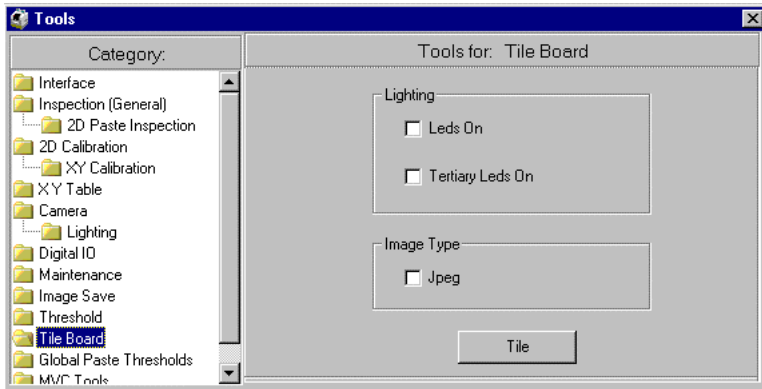 Tools
Category:
Interface
Inspection (General)
2D Paste Inspection
2D Calibration
XY Calibration
X Y Table
Camera
Lighting
Digital IO
Maintenance
Image Save
Threshold
Tile Board
Global Paste Thresholds
MVC Tools
Tools for: Tile Board
Lighting
Leds On
Tertiary Leds On
Image Type
Jpeg
Tile